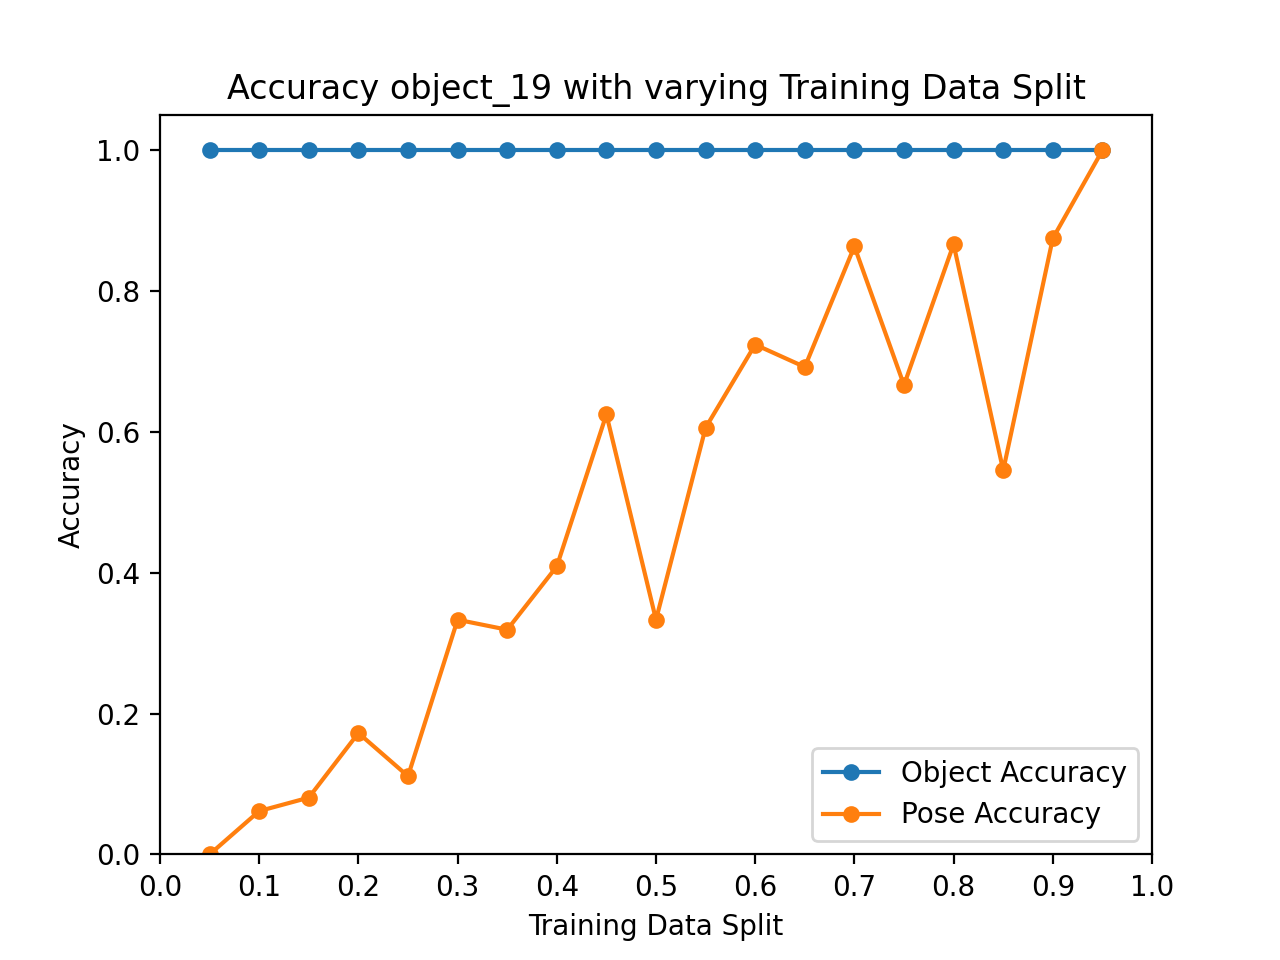 Accuracy object_19 with varying Training Data Split
1.0
0.8
0.6
0.4
0.2
0.0
Accuracy
Object Accuracy
Pose Accuracy
0.0 0.1 0.2 0.3 0.4 0.5 0.6 0.7 0.8 0.9 1.0
Training Data Split